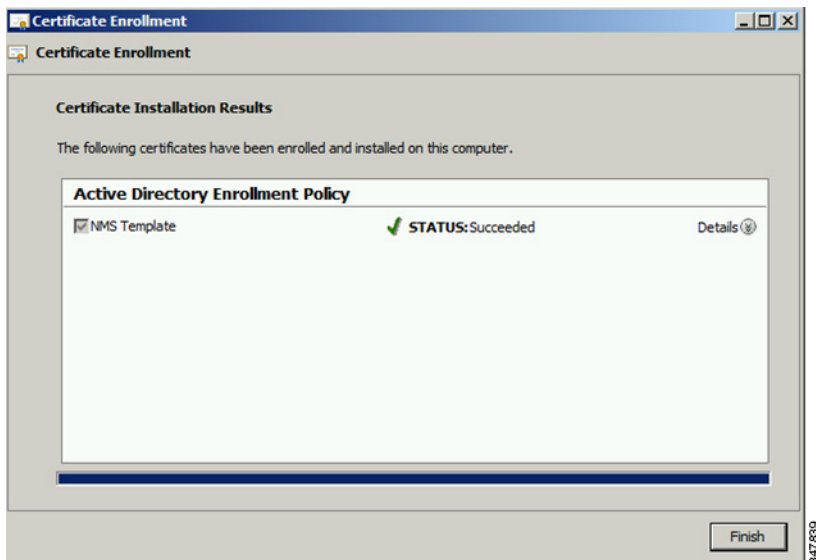 Certificate Enrollment
Certificate Enrollment
Certificate Installation Results
The following certificates have been enrolled and installed on this computer.
Active Directory Enrollment Policy
NMS Template STATUS: Succeeded Details
Finish